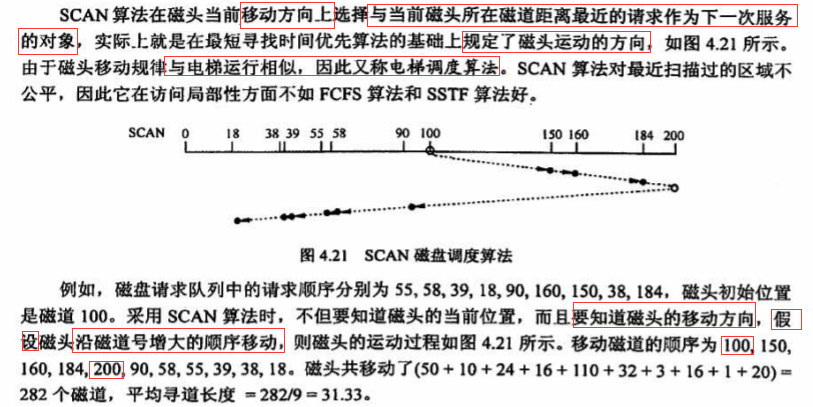 SCAN 算法在磁头当前移动方向上选择与当前磁头所在磁道距离最近的请求作为下一次服务
的对象，实际上就是在最短寻找时间优先算法的基础上规定了磁头运动的方向，如图 4.21 所示。
由于磁头移动规律与电梯运行相似，因此又称电梯调度算法。SCAN 算法对最近扫描过的区域不
公平，因此它在访问局部性方面不如 FCFS 算法和 SSTF 算法好。
SCAN 0 18 38 39 55 58 90 100 150 160 184 200
图 4.21 SCAN 磁盘调度算法
例如，磁盘请求队列中的请求顺序分别为 55, 58, 39, 18, 90, 160, 150, 38, 184，磁头初始位置
是磁道 100。采用 SCAN 算法时，不但要知道磁头的当前位置，而且要知道磁头的移动方向，假
设磁头沿磁道号增大的顺序移动，则磁头的运动过程如图 4.21 所示。移动磁道的顺序为 100, 150,
160, 184, 200, 90, 58, 55, 39, 38, 18。磁头共移动了(50 + 10 + 24 + 16 + 110 + 32 + 3 + 16 + 1 + 20) =
282 个磁道，平均寻道长度 = 282/9 = 31.33。